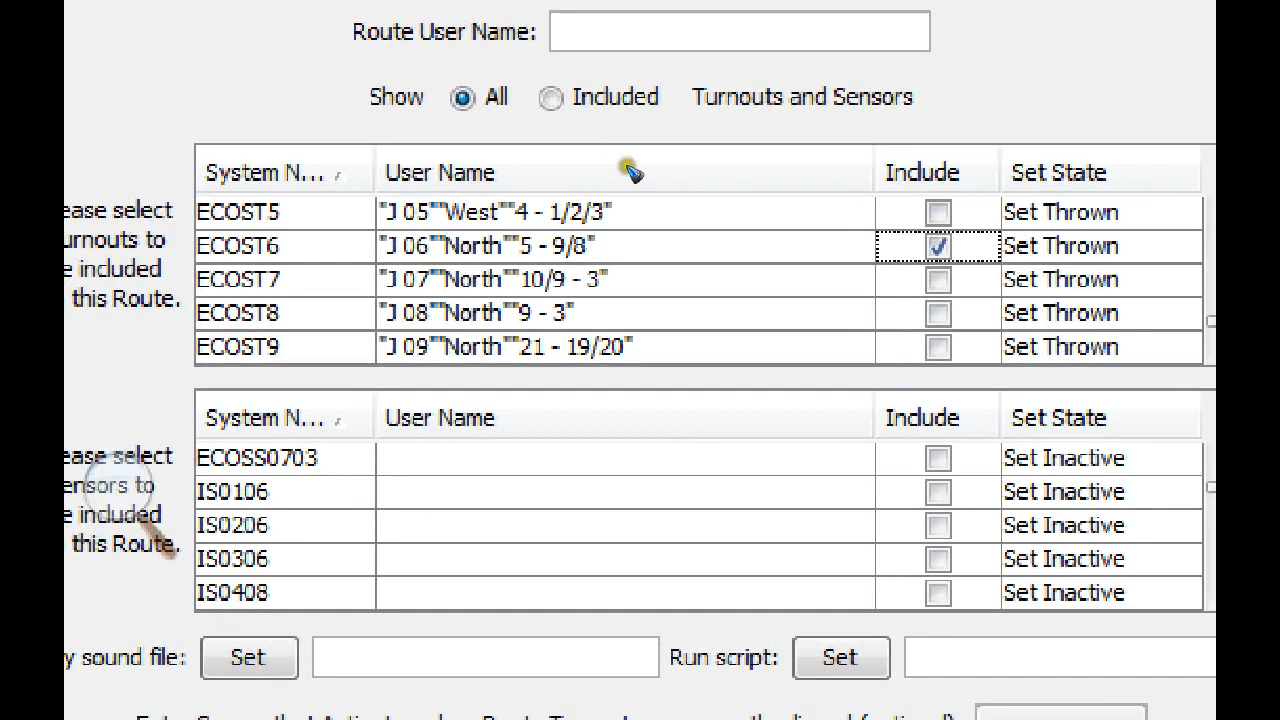 Route User Name:
Show All Included Turnouts and Sensors
System N... User Name Include Set State
ease select
urnouts to
e included
this Route.
ECOST5 "J 05""West""4 - 1/2/3" Set Thrown
ECOST6 "J 06""North""5 - 9/8" Set Thrown
ECOST7 "J 07""North""10/9 - 3" Set Thrown
ECOST8 "J 08""North""9 - 3" Set Thrown
ECOST9 "J 09""North""21 - 19/20" Set Thrown
System N... User Name Include Set State
ease select
ensors to
e included
this Route.
ECOSS0703 Set Inactive
IS0106 Set Inactive
IS0206 Set Inactive
IS0306 Set Inactive
IS0408 Set Inactive
y sound file: Set Run script: Set